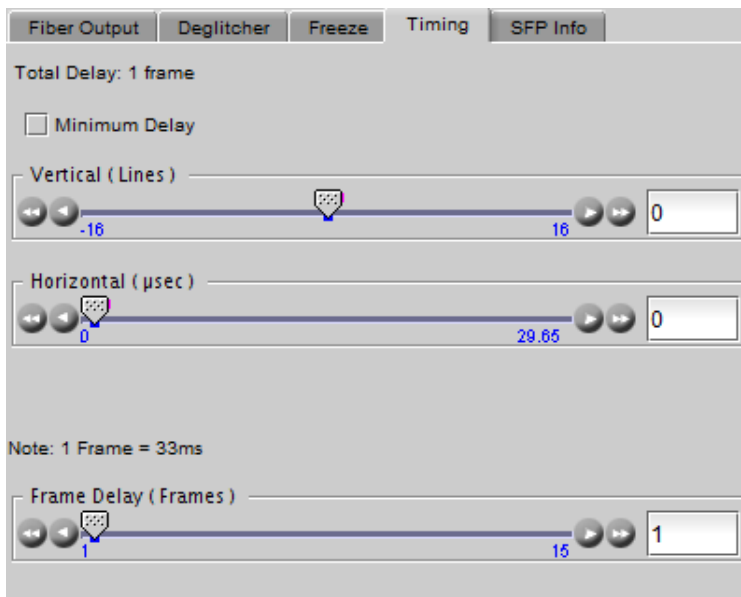 Fiber Output Deglitcher Freeze Timing SFP Info
Total Delay: 1 frame
Minimum Delay
Vertical ( Lines )
-16 16 0
Horizontal ( µsec )
0 29.65 0
Note: 1 Frame = 33ms
Frame Delay ( Frames )
1 15 1